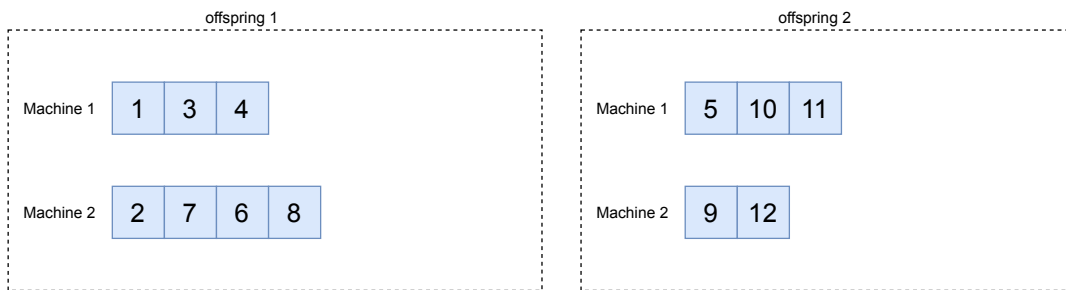 offspring 1
Machine 1 1 3 4
Machine 2 2 7 6 8
offspring 2
Machine 1 5 10 11
Machine 2 9 12